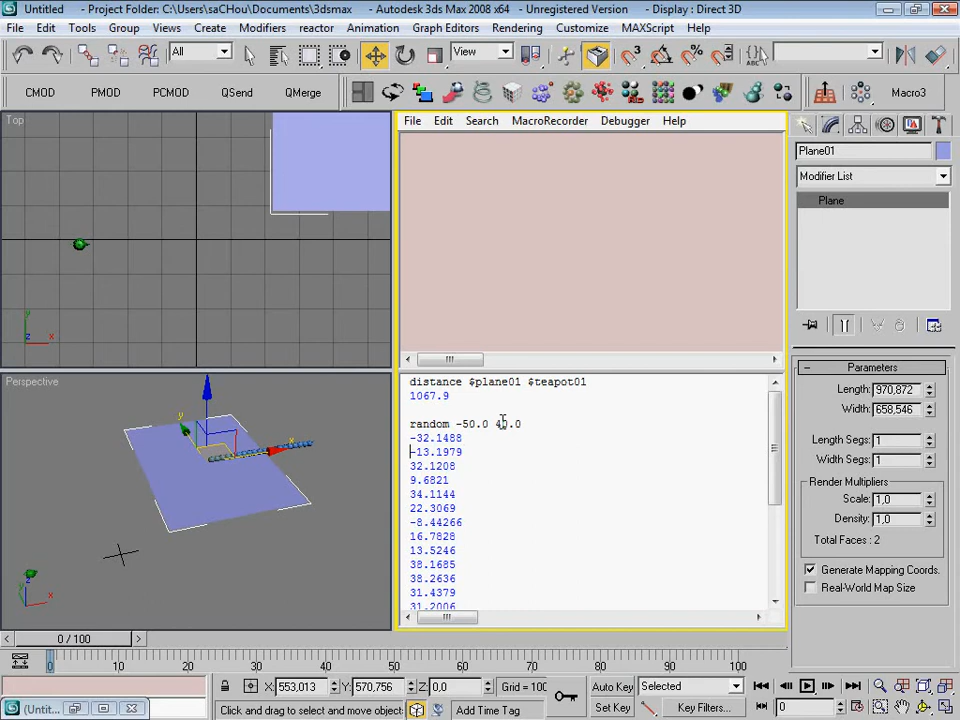 Untitled - Project Folder: C:\Users\saCHou\Documents\3dsmax - Autodesk 3ds Max 2008 x64 - Unregistered Version - Display : Direct 3D
File Edit Tools Group Views Create Modifiers reactor Animation Graph Editors Rendering Customize MAXScript Help
All View
CMOD PMOD PCMOD QSend QMerge Macro3
Top
File Edit Search MacroRecorder Debugger Help
Plane01
Modifier List
Plane
y
z x
Perspective
distance $plane01 $teapot01
1067.9
random -50.0 40.0
-32.1488
-13.1979
32.1208
9.6821
34.1144
22.3069
-8.44266
16.7828
13.5246
38.1685
38.2636
31.4379
31.2006
y
x
z
x
Parameters
Length: 970,872
Width: 658,546
Length Segs: 1
Width Segs: 1
Render Multipliers
Scale: 1,0
Density: 1,0
Total Faces : 2
Generate Mapping Coords.
Real-World Map Size
0 / 100
0 10 20 30 40 50 60 70 80 90 100
X: 553,013 Y: 570,756 Z: 0,0 Grid = 100 Auto Key Selected
(Untit... Click and drag to select and move objects Add Time Tag Set Key Key Filters... 0